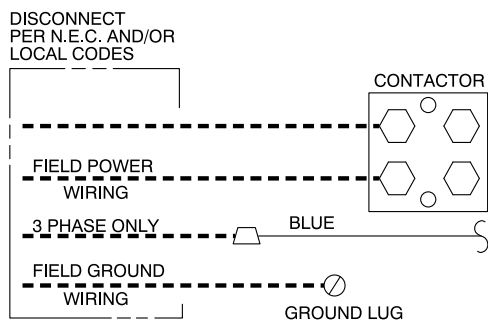 DISCONNECT
PER N.E.C. AND/OR
LOCAL CODES
CONTACTOR
FIELD POWER
WIRING
3 PHASE ONLY
BLUE
FIELD GROUND
WIRING
GROUND LUG